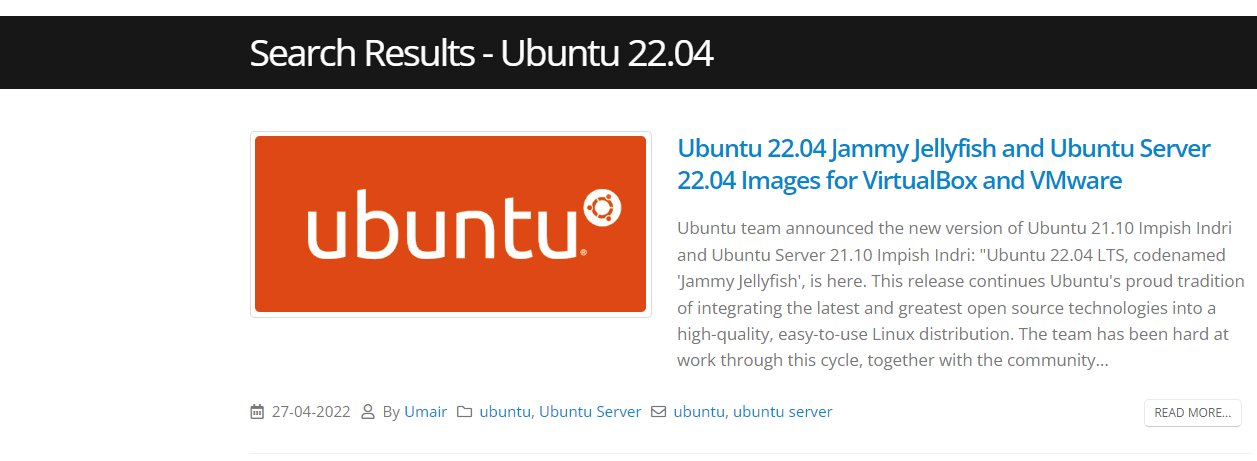 Search Results - Ubuntu 22.04
ubuntu®
Ubuntu 22.04 Jammy Jellyfish and Ubuntu Server
22.04 Images for VirtualBox and VMware
Ubuntu team announced the new version of Ubuntu 21.10 Impish Indri
and Ubuntu Server 21.10 Impish Indri: "Ubuntu 22.04 LTS, codenamed
'Jammy Jellyfish', is here. This release continues Ubuntu's proud tradition
of integrating the latest and greatest open source technologies into a
high-quality, easy-to-use Linux distribution. The team has been hard at
work through this cycle, together with the community...
27-04-2022 By Umair ubuntu, Ubuntu Server ubuntu, ubuntu server READ MORE...